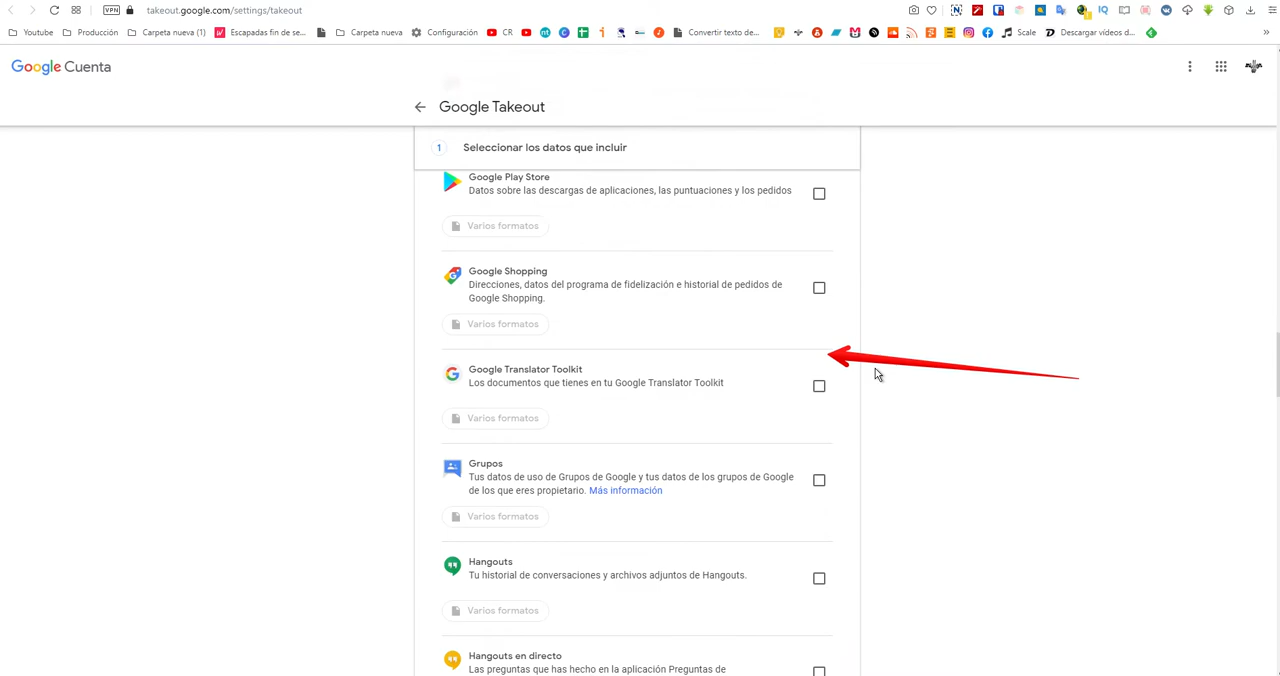 VPN takeout.google.com/settings/takeout
Youtube Producción Carpeta nueva (1) Escapadas fin de se... Carpeta nueva Configuración CR Convertir texto de... Scale Descargar vídeos d... »
Google Cuenta
Google Takeout
1 Seleccionar los datos que incluir
Google Play Store
Datos sobre las descargas de aplicaciones, las puntuaciones y los pedidos
Varios formatos
Google Shopping
Direcciones, datos del programa de fidelización e historial de pedidos de
Google Shopping.
Varios formatos
Google Translator Toolkit
Los documentos que tienes en tu Google Translator Toolkit
Varios formatos
Grupos
Tus datos de uso de Grupos de Google y tus datos de los grupos de Google
de los que eres propietario. Más información
Varios formatos
Hangouts
Tu historial de conversaciones y archivos adjuntos de Hangouts.
Varios formatos
Hangouts en directo
Las preguntas que has hecho en la aplicación Preguntas de